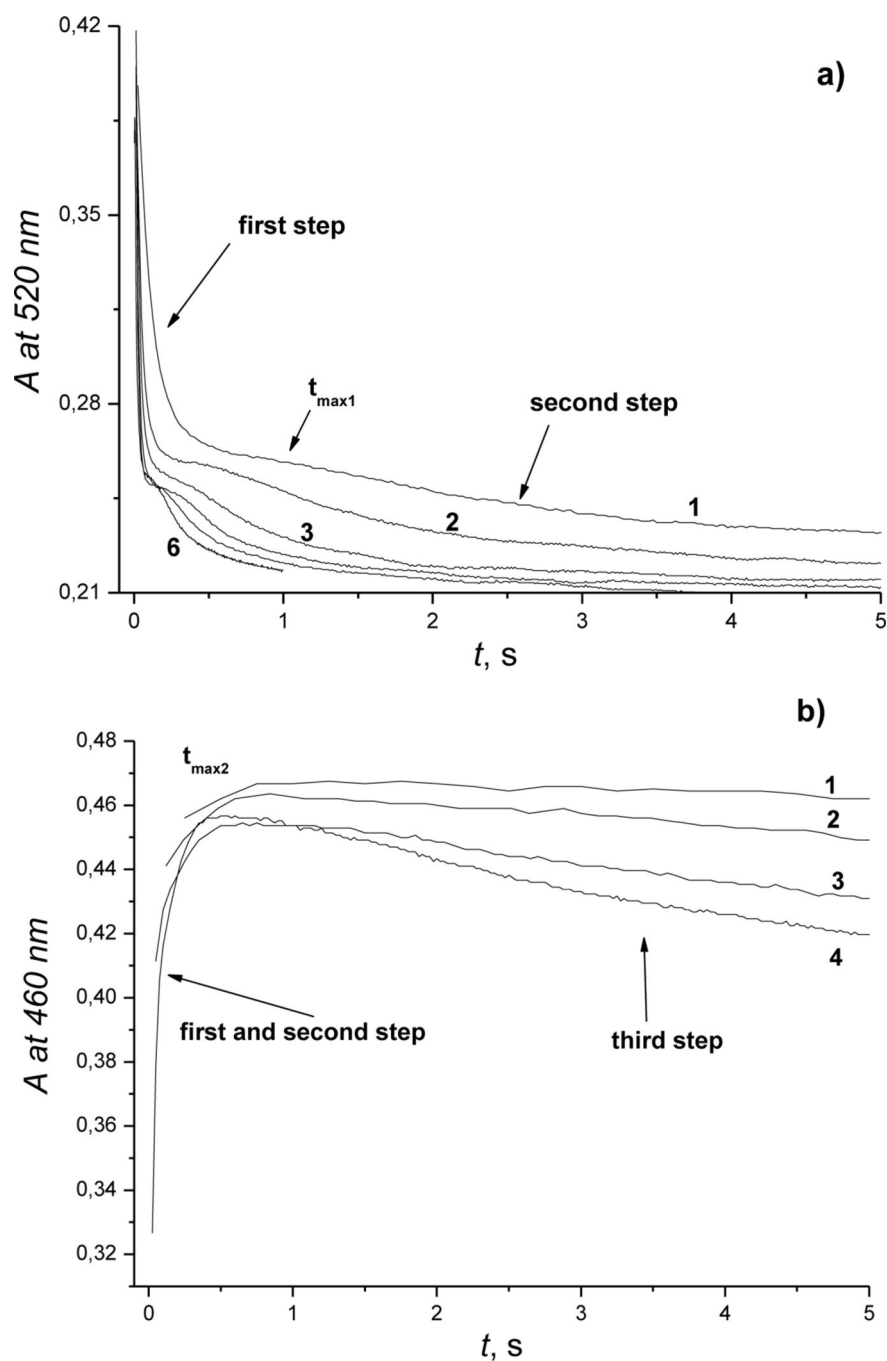 a)
A at 520 nm
0,42
0,35
0,28
0,21
first step
t_max1
second step
1
2
3
6
0 1 2 3 4 5
t, s
b)
A at 460 nm
0,48
0,46
0,44
0,42
0,40
0,38
0,36
0,34
0,32
t_max2
1
2
3
4
first and second step
third step
0 1 2 3 4 5
t, s